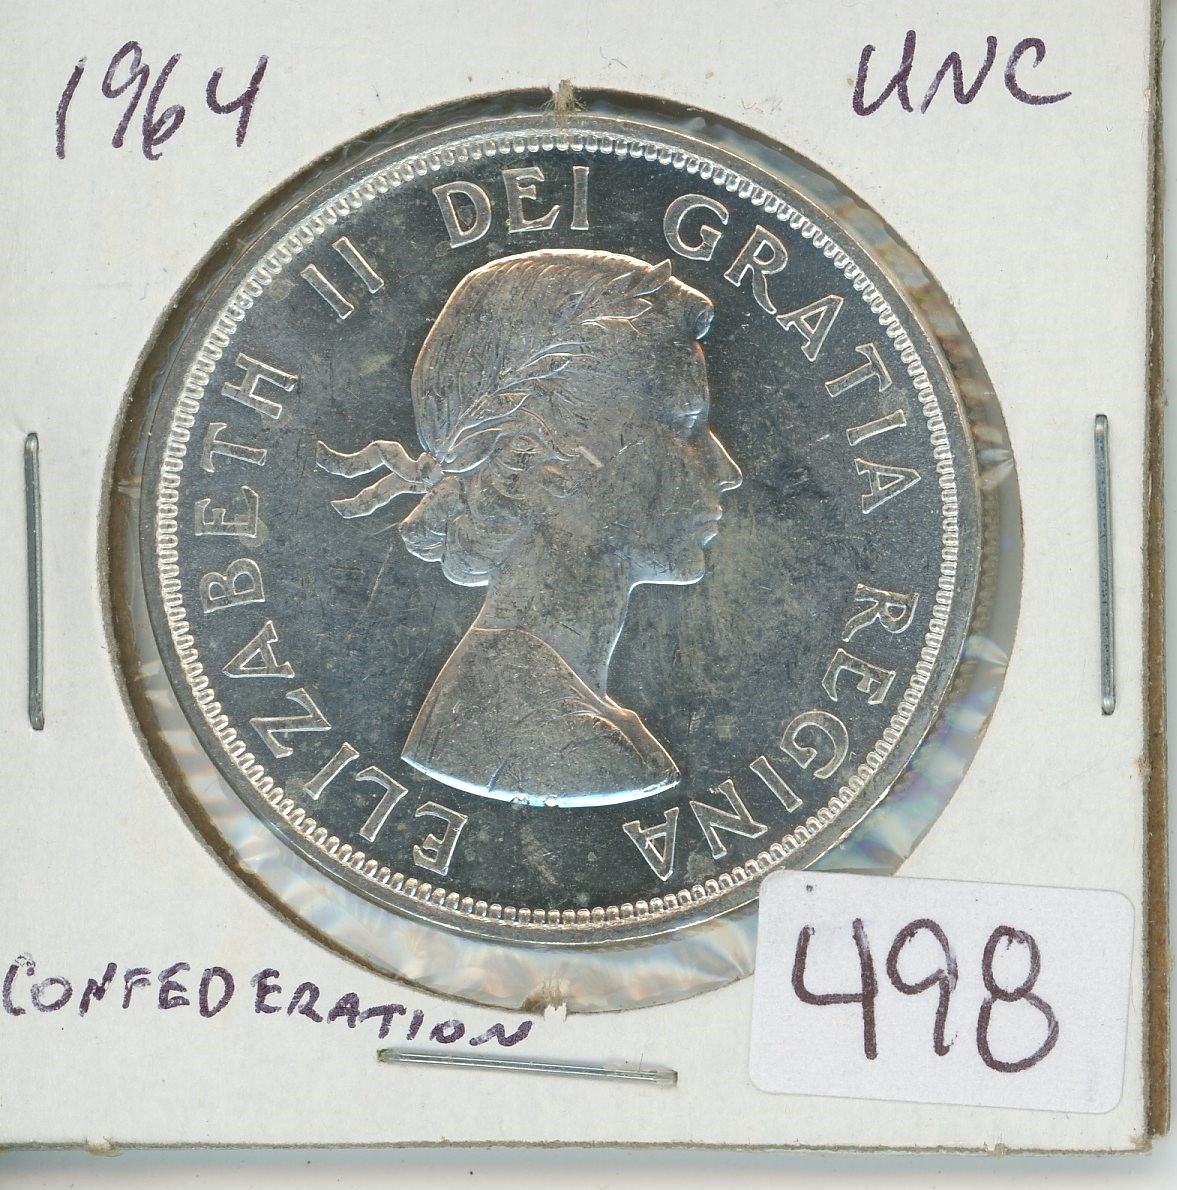 1964
UNC
ELIZABETH II DEI GRATIA REGINA
CONFEDERATION
498